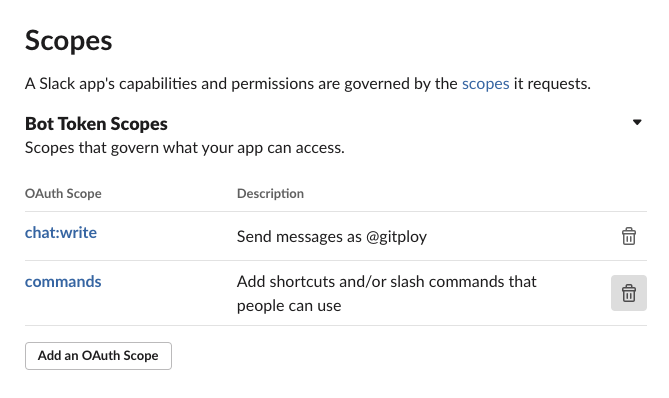 Scopes
A Slack app's capabilities and permissions are governed by the scopes it requests.
Bot Token Scopes
Scopes that govern what your app can access.
OAuth Scope Description
chat:write Send messages as @gitploy
commands Add shortcuts and/or slash commands that
people can use
Add an OAuth Scope